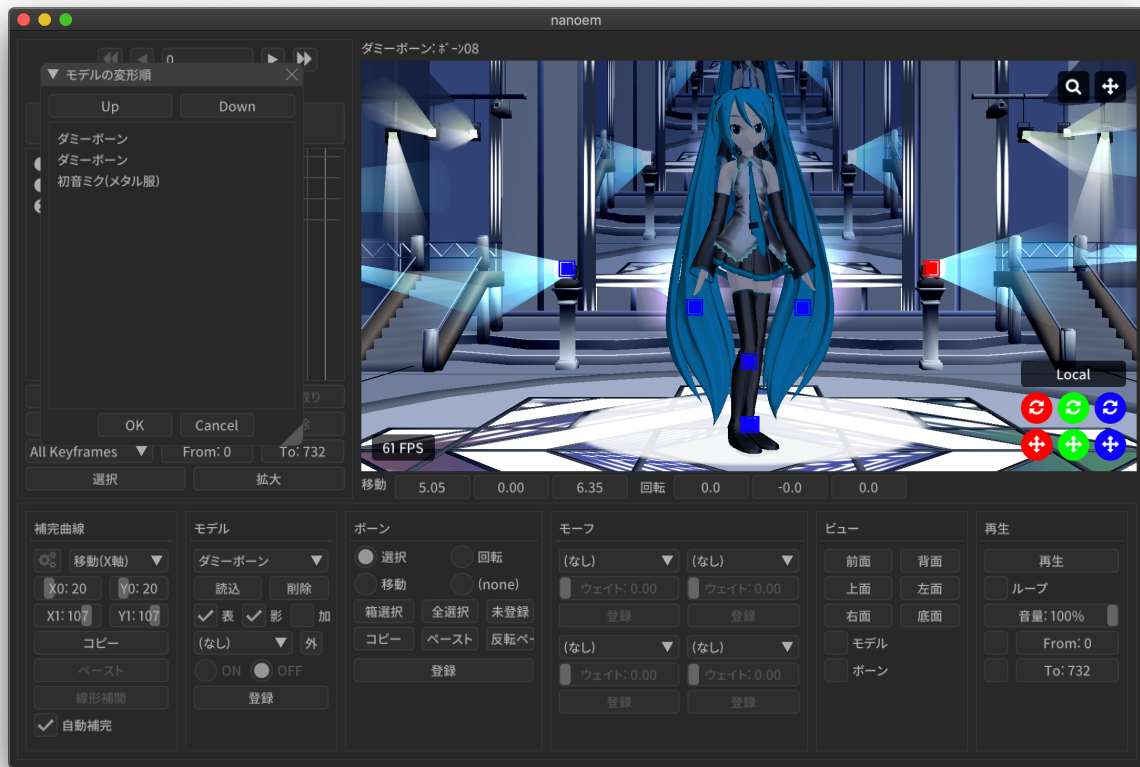 nanoem
0
ダミーボーン: ﾎﾞｰﾝ08
モデルの変形順
Up
Down
ダミーボーン
ダミーボーン
初音ミク(メタル服)
OK
Cancel
All Keyframes
From: 0
To: 732
選択
拡大
61 FPS
Local
移動
5.05
0.00
6.35
回転
0.0
-0.0
0.0
補完曲線
移動(X軸)
X0: 20
Y0: 20
X1: 107
Y1: 107
コピー
ペースト
線形補間
自動補完
モデル
ダミーボーン
読込
削除
表
影
加
(なし)
外
ON
OFF
登録
ボーン
選択
回転
移動
(none)
箱選択
全選択
未登録
コピー
ペースト
反転ペー
登録
モーフ
(なし)
(なし)
ウェイト: 0.00
ウェイト: 0.00
登録
登録
(なし)
(なし)
ウェイト: 0.00
ウェイト: 0.00
登録
登録
ビュー
前面
背面
上面
左面
右面
底面
モデル
ボーン
再生
再生
ループ
音量: 100%
From: 0
To: 732